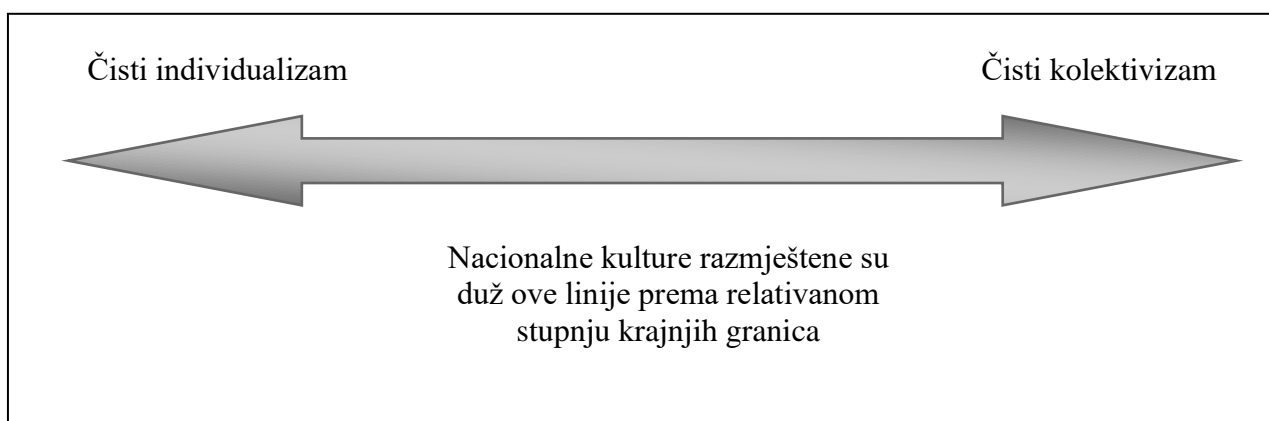 Čisti individualizam
Čisti kolektivizam
Nacionalne kulture razmještene su
duž ove linije prema relativanom
stupnju krajnjih granica